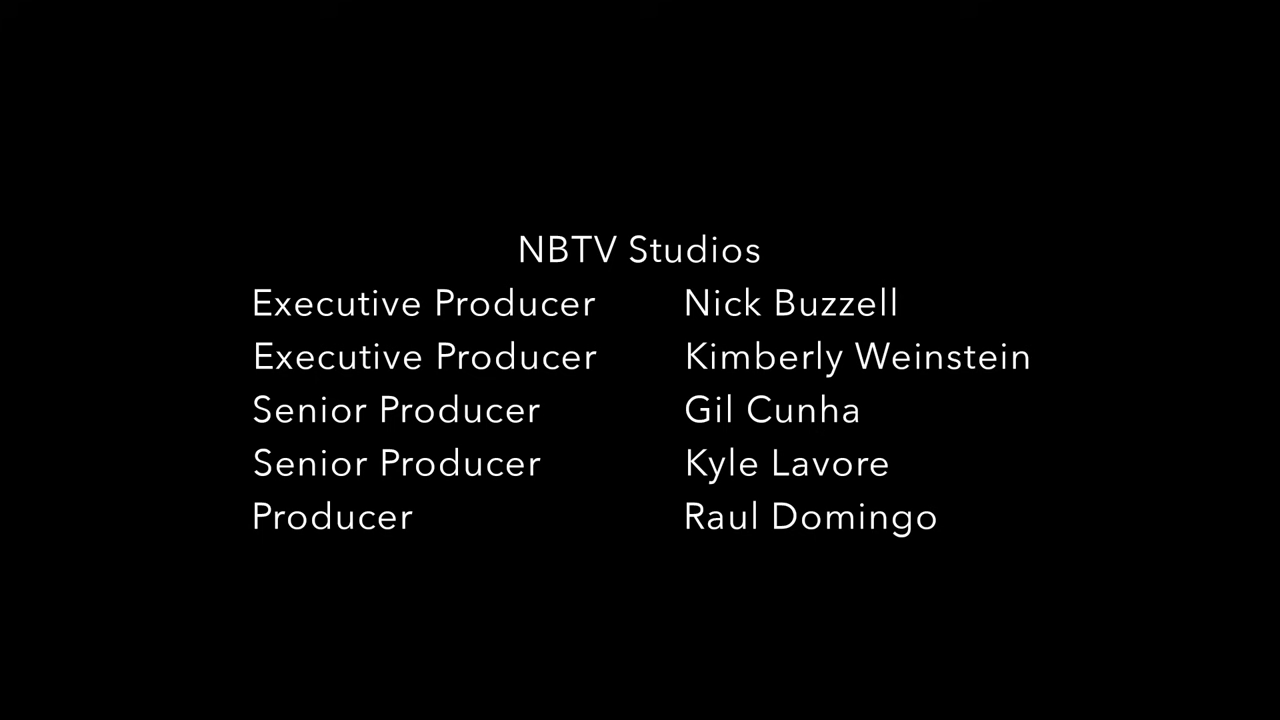 NBTV Studios
Executive Producer Nick Buzzell
Executive Producer Kimberly Weinstein
Senior Producer Gil Cunha
Senior Producer Kyle Lavore
Producer Raul Domingo